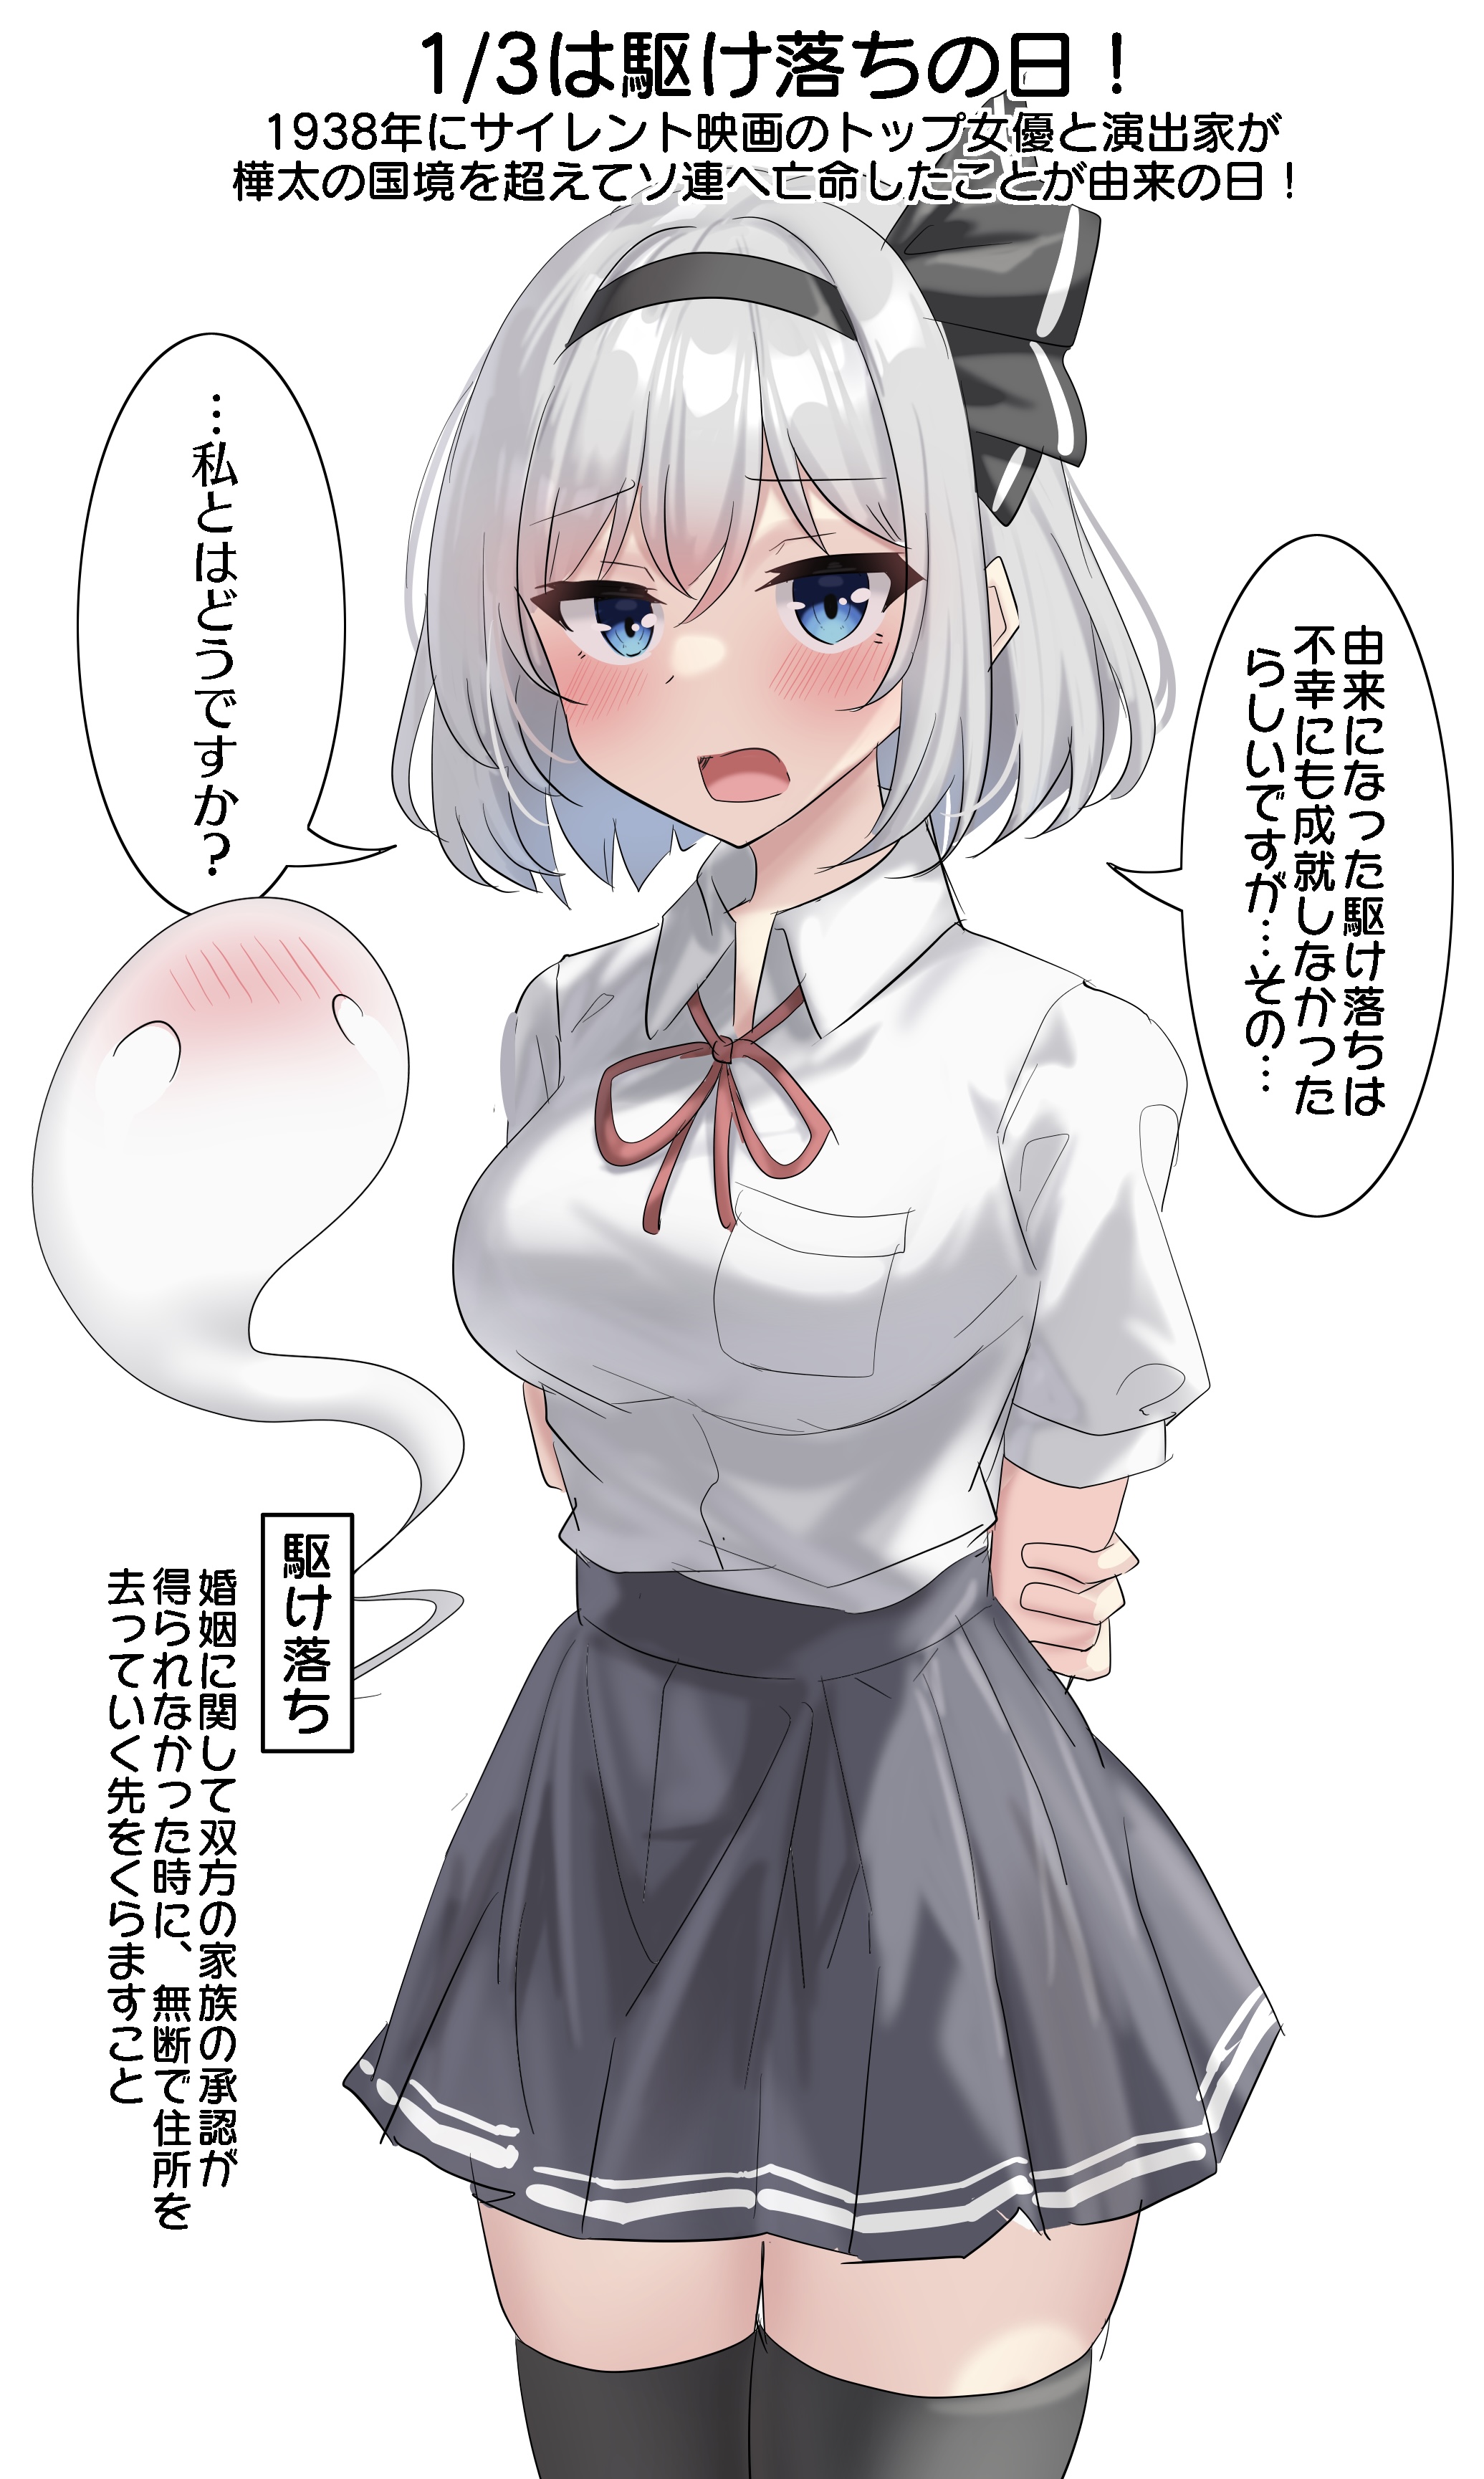 1/3は駆け落ちの日！
1938年にサイレント映画のトップ女優と演出家が
樺太の国境を超えてソ連へ亡命したことが由来の日！
由来になった駆け落ちは
不幸にも成就しなかった
らしいですが…その…
…私とはどうですか？
駆け落ち
婚姻に関して双方の家族の承認が
得られなかった時に、無断で住所を
去っていく先をくらますこと